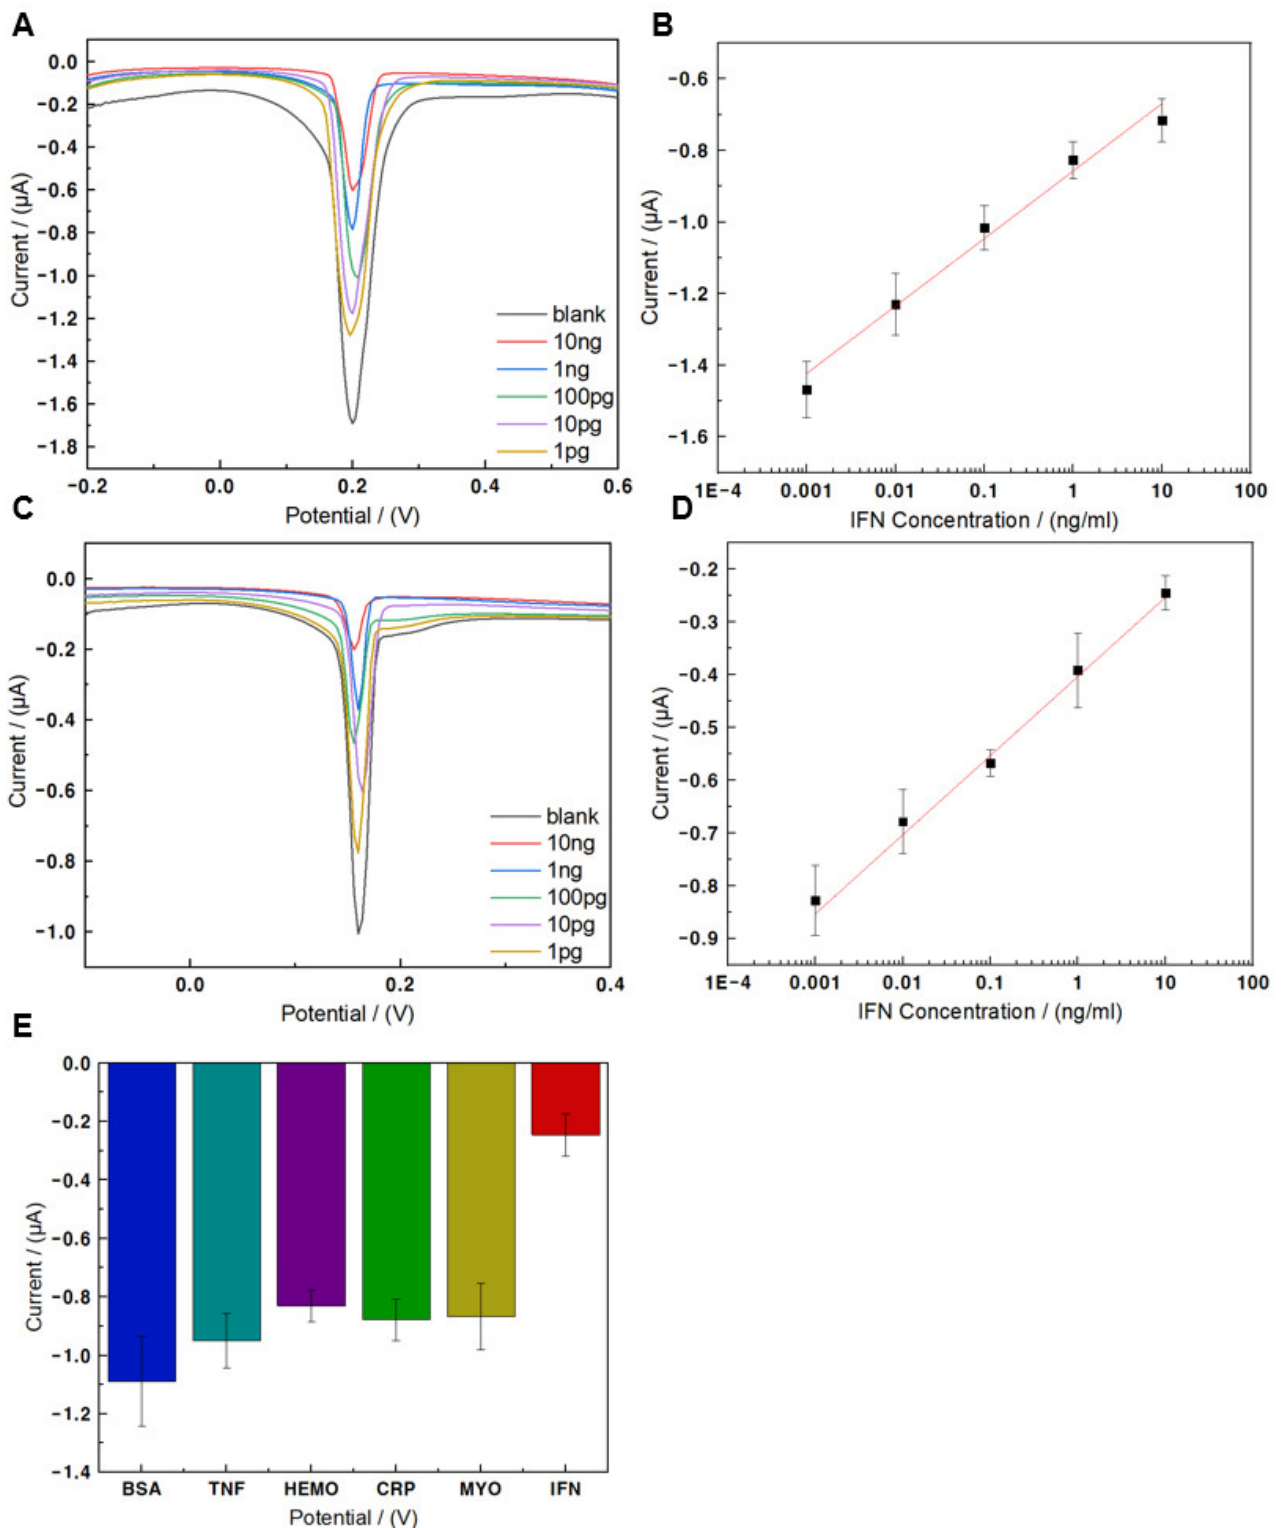 A
0.0
−0.2
−0.4
−0.6
−0.8
−1.0
−1.2
−1.4
−1.6
−1.8
Current / (μA)
blank
10ng
1ng
100pg
10pg
1pg
−0.2 0.0 0.2 0.4 0.6
Potential / (V)
B
−0.6
−0.8
−1.0
−1.2
−1.4
−1.6
Current / (μA)
1E−4 0.001 0.01 0.1 1 10 100
IFN Concentration / (ng/ml)
C
0.0
−0.2
−0.4
−0.6
−0.8
−1.0
Current / (μA)
blank
10ng
1ng
100pg
10pg
1pg
0.0 0.2 0.4
Potential / (V)
D
−0.2
−0.3
−0.4
−0.5
−0.6
−0.7
−0.8
−0.9
Current / (μA)
1E−4 0.001 0.01 0.1 1 10 100
IFN Concentration / (ng/ml)
E
0.0
−0.2
−0.4
−0.6
−0.8
−1.0
−1.2
−1.4
Current / (μA)
BSA TNF HEMO CRP MYO IFN
Potential / (V)